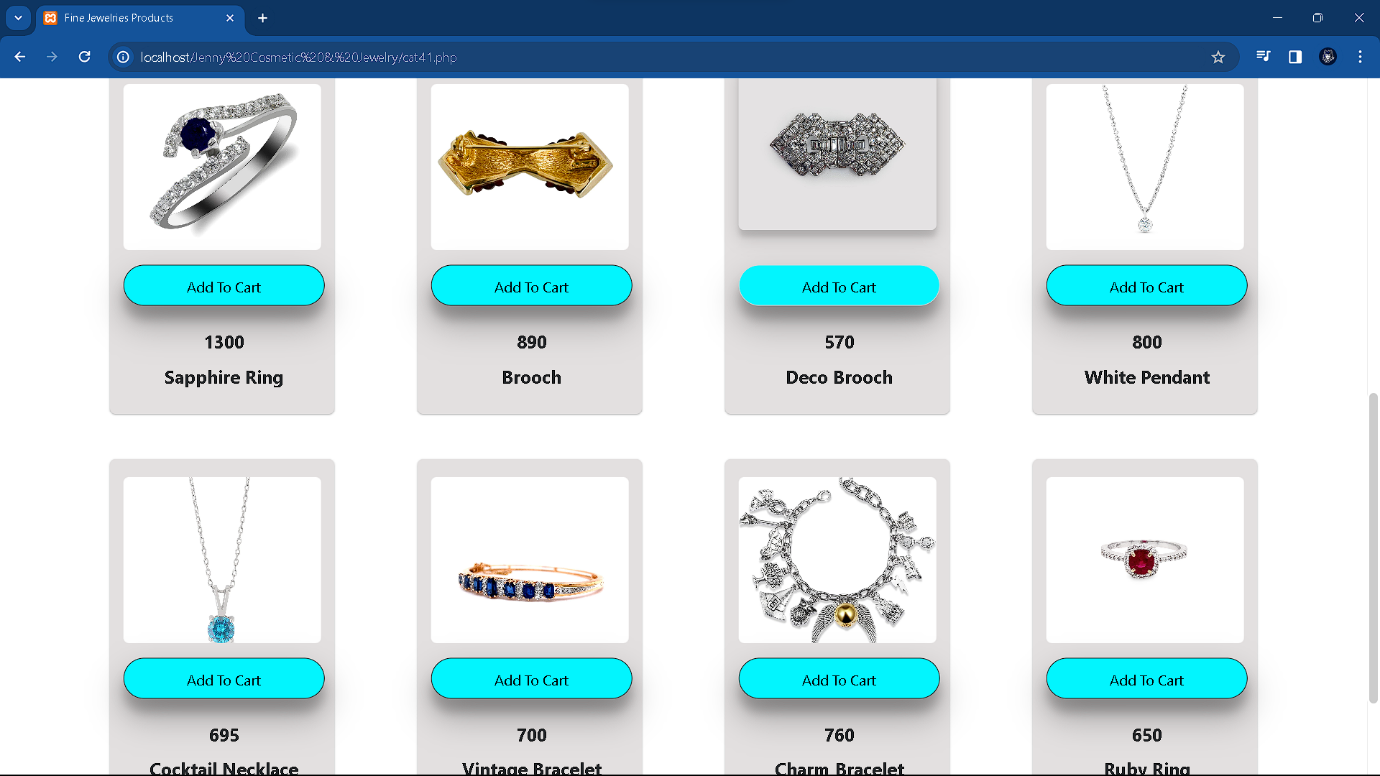 Fine Jewelries Products
localhost/Jenny%20Cosmetic%20&%20Jewelry/cat41.php
Add To Cart
Add To Cart
Add To Cart
Add To Cart
1300
890
570
800
Sapphire Ring
Brooch
Deco Brooch
White Pendant
Add To Cart
Add To Cart
Add To Cart
Add To Cart
695
700
760
650
Cocktail Necklace
Vintage Bracelet
Charm Bracelet
Ruby Ring